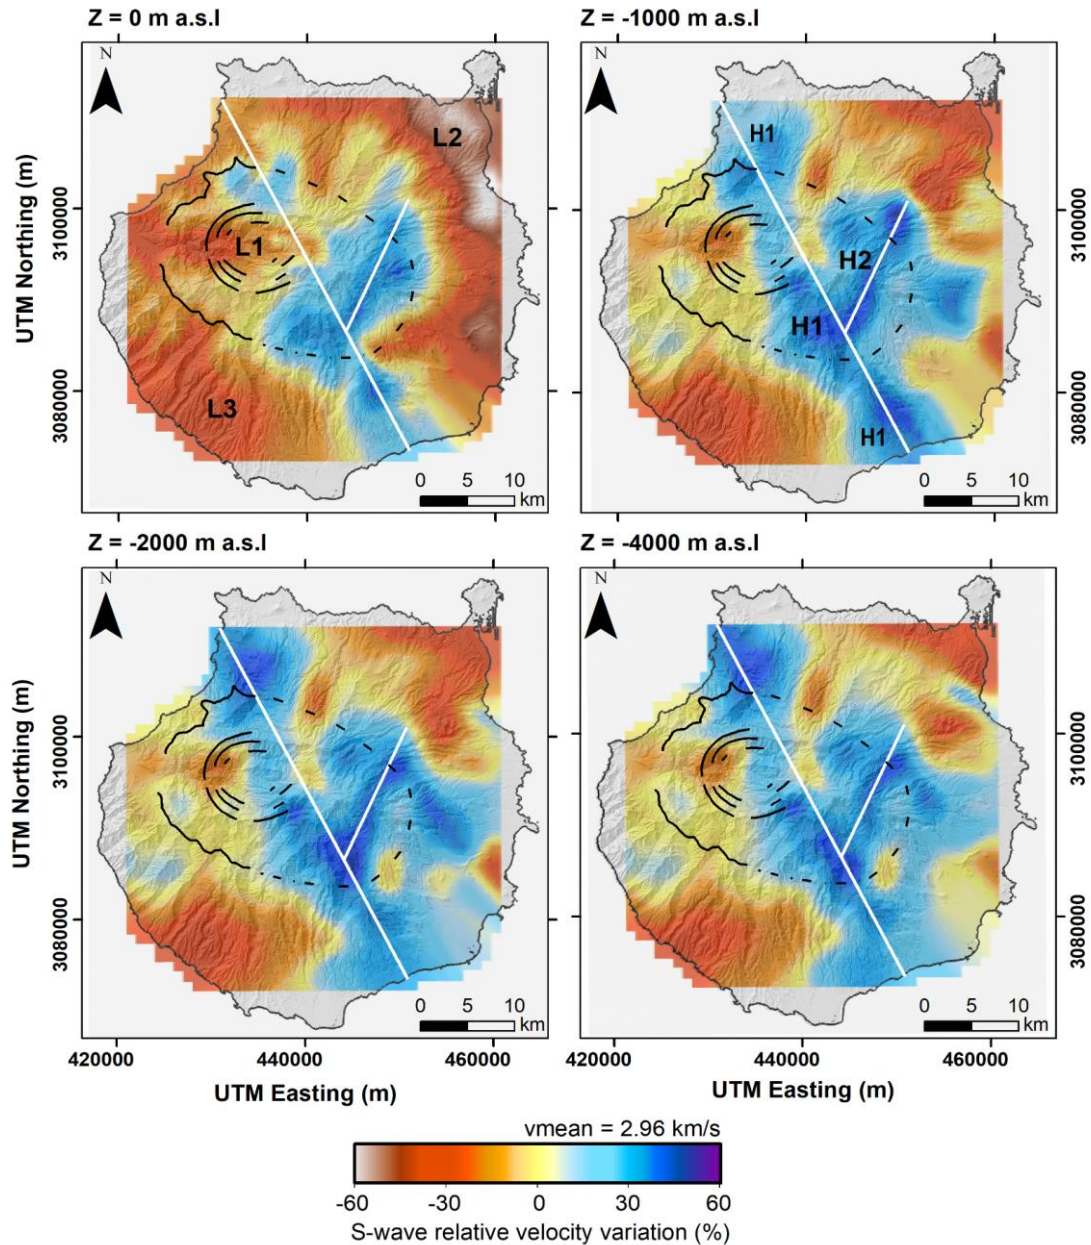 Z = 0 m a.s.l
Z = -1000 m a.s.l
N
L2
L1
L3
0 5 10
km
UTM Northing (m)
3100000
3080000
N
H1
H2
H1
H1
0 5 10
km
3100000
3080000
Z = -2000 m a.s.l
Z = -4000 m a.s.l
N
0 5 10
km
UTM Northing (m)
3100000
3080000
420000 440000 460000
UTM Easting (m)
N
0 5 10
km
3100000
3080000
420000 440000 460000
UTM Easting (m)
vmean = 2.96 km/s
-60 -30 0 30 60
S-wave relative velocity variation (%)